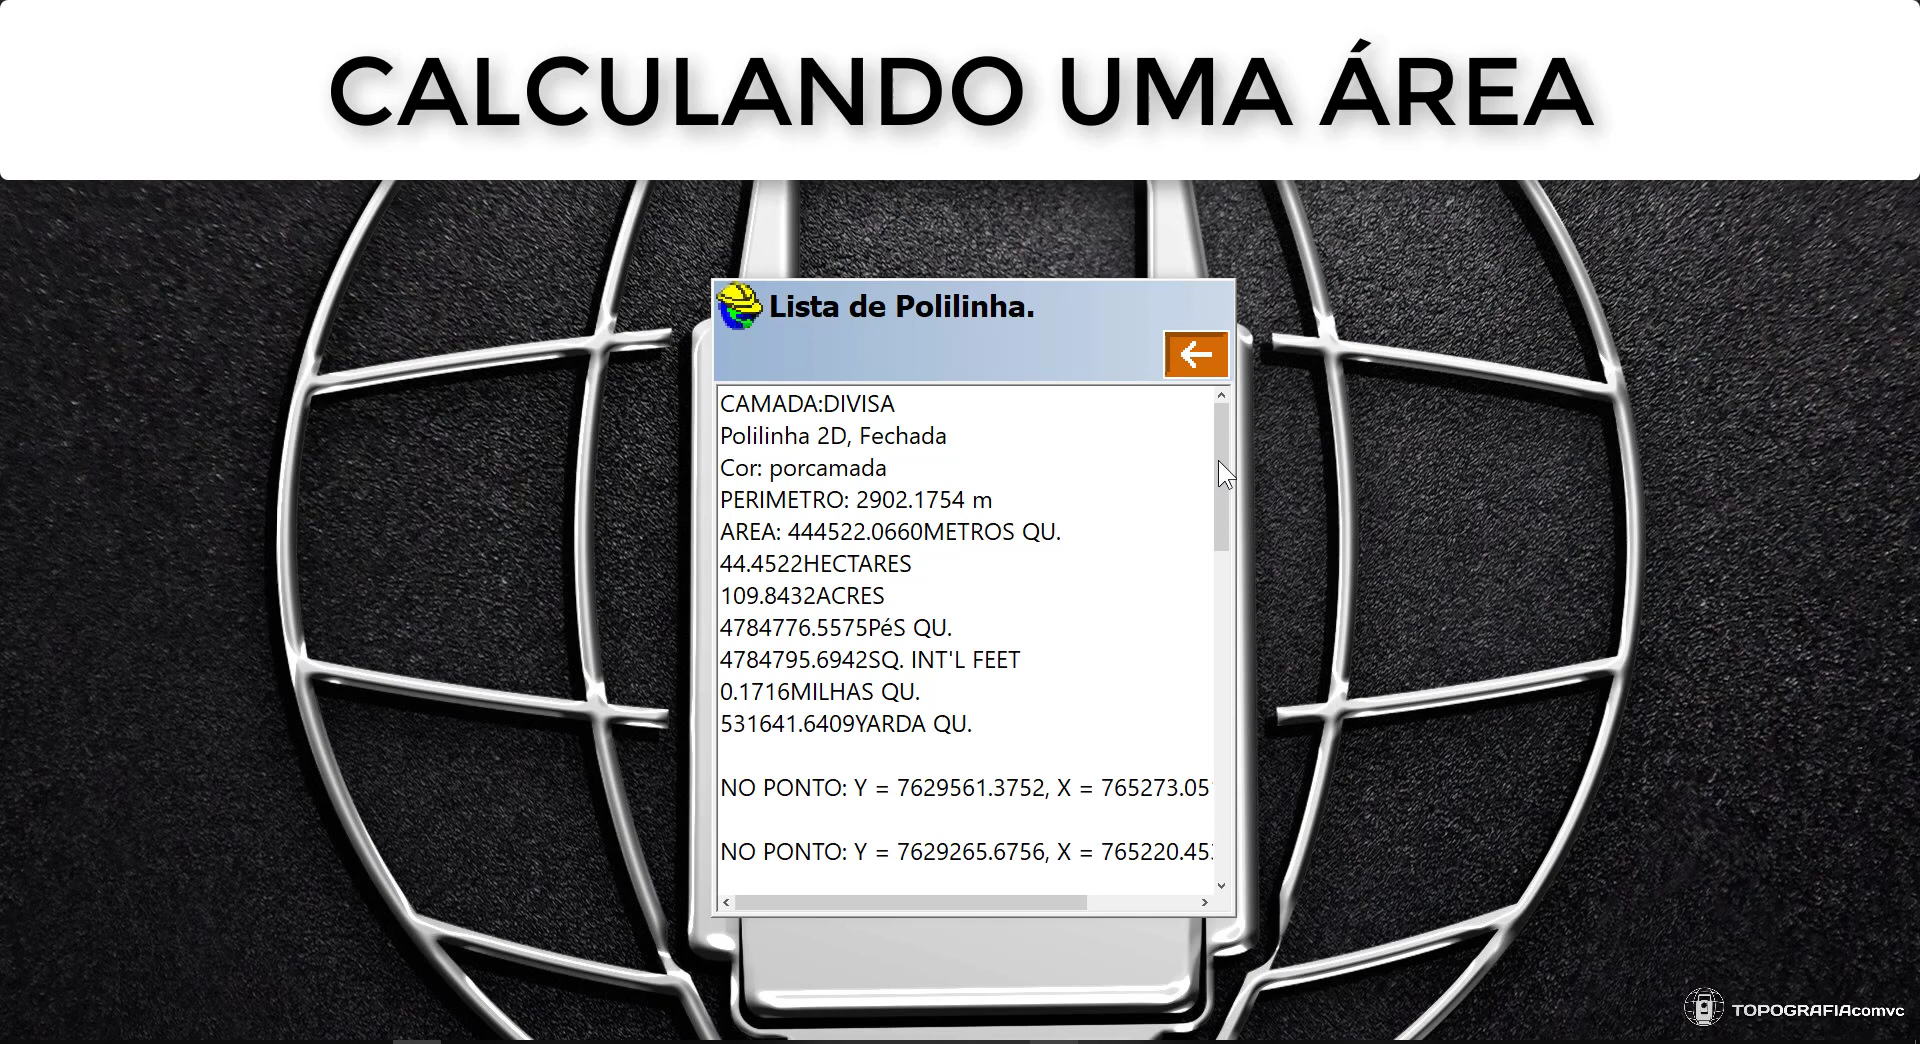 CALCULANDO UMA ÁREA
Lista de Polilinha.
CAMADA:DIVISA
Polilinha 2D, Fechada
Cor: porcamada
PERIMETRO: 2902.1754 m
AREA: 444522.0660METROS QU.
44.4522HECTARES
109.8432ACRES
4784776.5575PéS QU.
4784795.6942SQ. INT'L FEET
0.1716MILHAS QU.
531641.6409YARDA QU.
NO PONTO: Y = 7629561.3752, X = 765273.05
NO PONTO: Y = 7629265.6756, X = 765220.45
TOPOGRAFIAcomvc